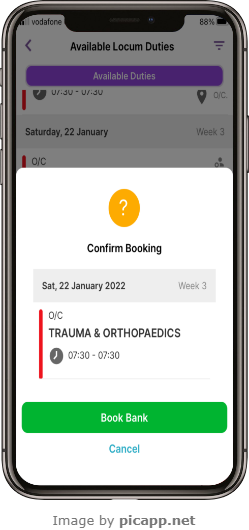 vodafone
88%
Available Locum Duties
Available Duties
07:30 - 07:30
O/C
Saturday, 22 January
Week 3
O/C
?
Confirm Booking
Sat, 22 January 2022
Week 3
O/C
TRAUMA & ORTHOPAEDICS
07:30 - 07:30
Book Bank
Cancel
Image by picapp.net